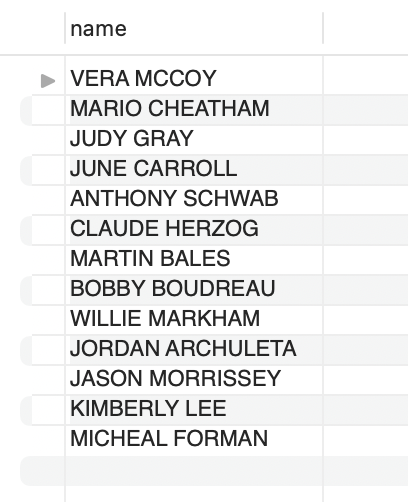 name
VERA MCCOY
MARIO CHEATHAM
JUDY GRAY
JUNE CARROLL
ANTHONY SCHWAB
CLAUDE HERZOG
MARTIN BALES
BOBBY BOUDREAU
WILLIE MARKHAM
JORDAN ARCHULETA
JASON MORRISSEY
KIMBERLY LEE
MICHEAL FORMAN